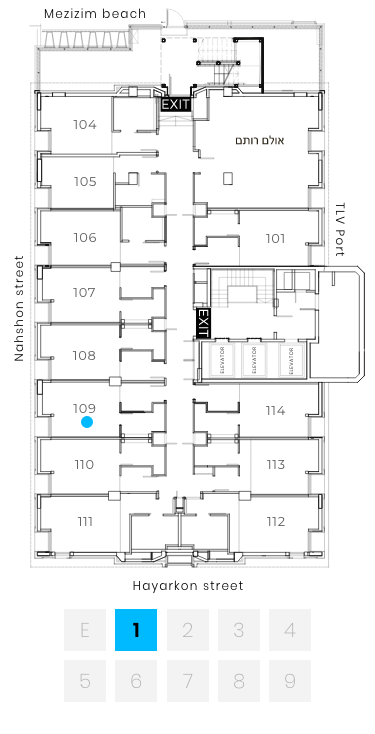 Mezizim beach
EXIT
104
אולם רותם
105
TLV Port
106
101
Nahshon street
107
EXIT
108
ELEVATOR
ELEVATOR
ELEVATOR
109
114
110
113
111
112
Hayarkon street
E 1 2 3 4
5 6 7 8 9